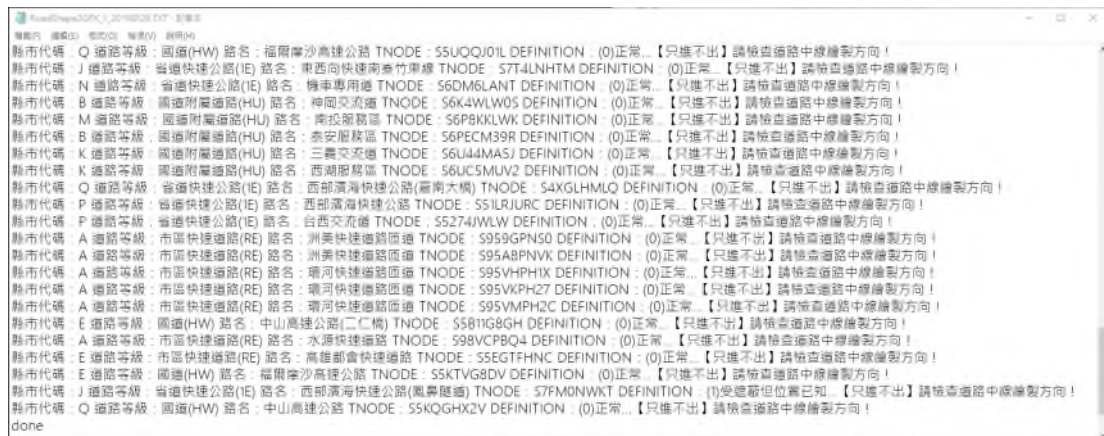 RoadShape2GFX_1_20190928.TXT - 記事本
檔案(F) 編輯(E) 格式(O) 檢視(V) 說明(H)
縣市代碼 : Q 道路等級 : 國道(HW) 路名 : 福爾摩沙高速公路 TNODE : S5UQQJ01L DEFINITION : (0)正常...【只進不出】請檢查道路中線繪製方向!
縣市代碼 : J 道路等級 : 省道快速公路(1E) 路名 : 東西向快速南寮竹東線 TNODE : S7T4LNHTM DEFINITION : (0)正常...【只進不出】請檢查道路中線繪製方向!
縣市代碼 : N 道路等級 : 省道快速公路(1E) 路名 : 機車專用道 TNODE : S6DM6LANT DEFINITION : (0)正常...【只進不出】請檢查道路中線繪製方向!
縣市代碼 : B 道路等級 : 國道附屬道路(HU) 路名 : 神岡交流道 TNODE : S6K4WLW0S DEFINITION : (0)正常...【只進不出】請檢查道路中線繪製方向!
縣市代碼 : M 道路等級 : 國道附屬道路(HU) 路名 : 南投服務區 TNODE : S6P8KKLWK DEFINITION : (0)正常...【只進不出】請檢查道路中線繪製方向!
縣市代碼 : B 道路等級 : 國道附屬道路(HU) 路名 : 泰安服務區 TNODE : S6PECM39R DEFINITION : (0)正常...【只進不出】請檢查道路中線繪製方向!
縣市代碼 : K 道路等級 : 國道附屬道路(HU) 路名 : 三義交流道 TNODE : S6U44MASJ DEFINITION : (0)正常...【只進不出】請檢查道路中線繪製方向!
縣市代碼 : K 道路等級 : 國道附屬道路(HU) 路名 : 西湖服務區 TNODE : S6UC5MUV2 DEFINITION : (0)正常...【只進不出】請檢查道路中線繪製方向!
縣市代碼 : Q 道路等級 : 省道快速公路(1E) 路名 : 西部濱海快速公路(嘉南大橋) TNODE : S4XGLHMLQ DEFINITION : (0)正常...【只進不出】請檢查道路中線繪製方向!
縣市代碼 : P 道路等級 : 省道快速公路(1E) 路名 : 西部濱海快速公路 TNODE : S51LRJURC DEFINITION : (0)正常...【只進不出】請檢查道路中線繪製方向!
縣市代碼 : P 道路等級 : 省道快速公路(1E) 路名 : 台西交流道 TNODE : S5274JWLW DEFINITION : (0)正常...【只進不出】請檢查道路中線繪製方向!
縣市代碼 : A 道路等級 : 市區快速道路(RE) 路名 : 洲美快速道路匝道 TNODE : S959GPNS0 DEFINITION : (0)正常...【只進不出】請檢查道路中線繪製方向!
縣市代碼 : A 道路等級 : 市區快速道路(RE) 路名 : 洲美快速道路匝道 TNODE : S95ABPNVK DEFINITION : (0)正常...【只進不出】請檢查道路中線繪製方向!
縣市代碼 : A 道路等級 : 市區快速道路(RE) 路名 : 環河快速道路匝道 TNODE : S95VHPH1X DEFINITION : (0)正常...【只進不出】請檢查道路中線繪製方向!
縣市代碼 : A 道路等級 : 市區快速道路(RE) 路名 : 環河快速道路匝道 TNODE : S95VKPH27 DEFINITION : (0)正常...【只進不出】請檢查道路中線繪製方向!
縣市代碼 : A 道路等級 : 市區快速道路(RE) 路名 : 環河快速道路匝道 TNODE : S95VMPH2C DEFINITION : (0)正常...【只進不出】請檢查道路中線繪製方向!
縣市代碼 : E 道路等級 : 國道(HW) 路名 : 中山高速公路(二仁橋) TNODE : S5B11G8GH DEFINITION : (0)正常...【只進不出】請檢查道路中線繪製方向!
縣市代碼 : A 道路等級 : 市區快速道路(RE) 路名 : 水源快速道路 TNODE : S98VCPBQ4 DEFINITION : (0)正常...【只進不出】請檢查道路中線繪製方向!
縣市代碼 : E 道路等級 : 市區快速道路(RE) 路名 : 高雄都會快速道路 TNODE : S5EGTFHNC DEFINITION : (0)正常...【只進不出】請檢查道路中線繪製方向!
縣市代碼 : E 道路等級 : 國道(HW) 路名 : 福爾摩沙高速公路 TNODE : S5KTVG8DV DEFINITION : (0)正常...【只進不出】請檢查道路中線繪製方向!
縣市代碼 : J 道路等級 : 省道快速公路(1E) 路名 : 西部濱海快速公路(鳳鼻隧道) TNODE : S7FM0NWKT DEFINITION : (1)受遮蔽但位置已知...【只進不出】請檢查道路中線繪製方向!
縣市代碼 : Q 道路等級 : 國道(HW) 路名 : 中山高速公路 TNODE : S5KQGHX2V DEFINITION : (0)正常...【只進不出】請檢查道路中線繪製方向!
done